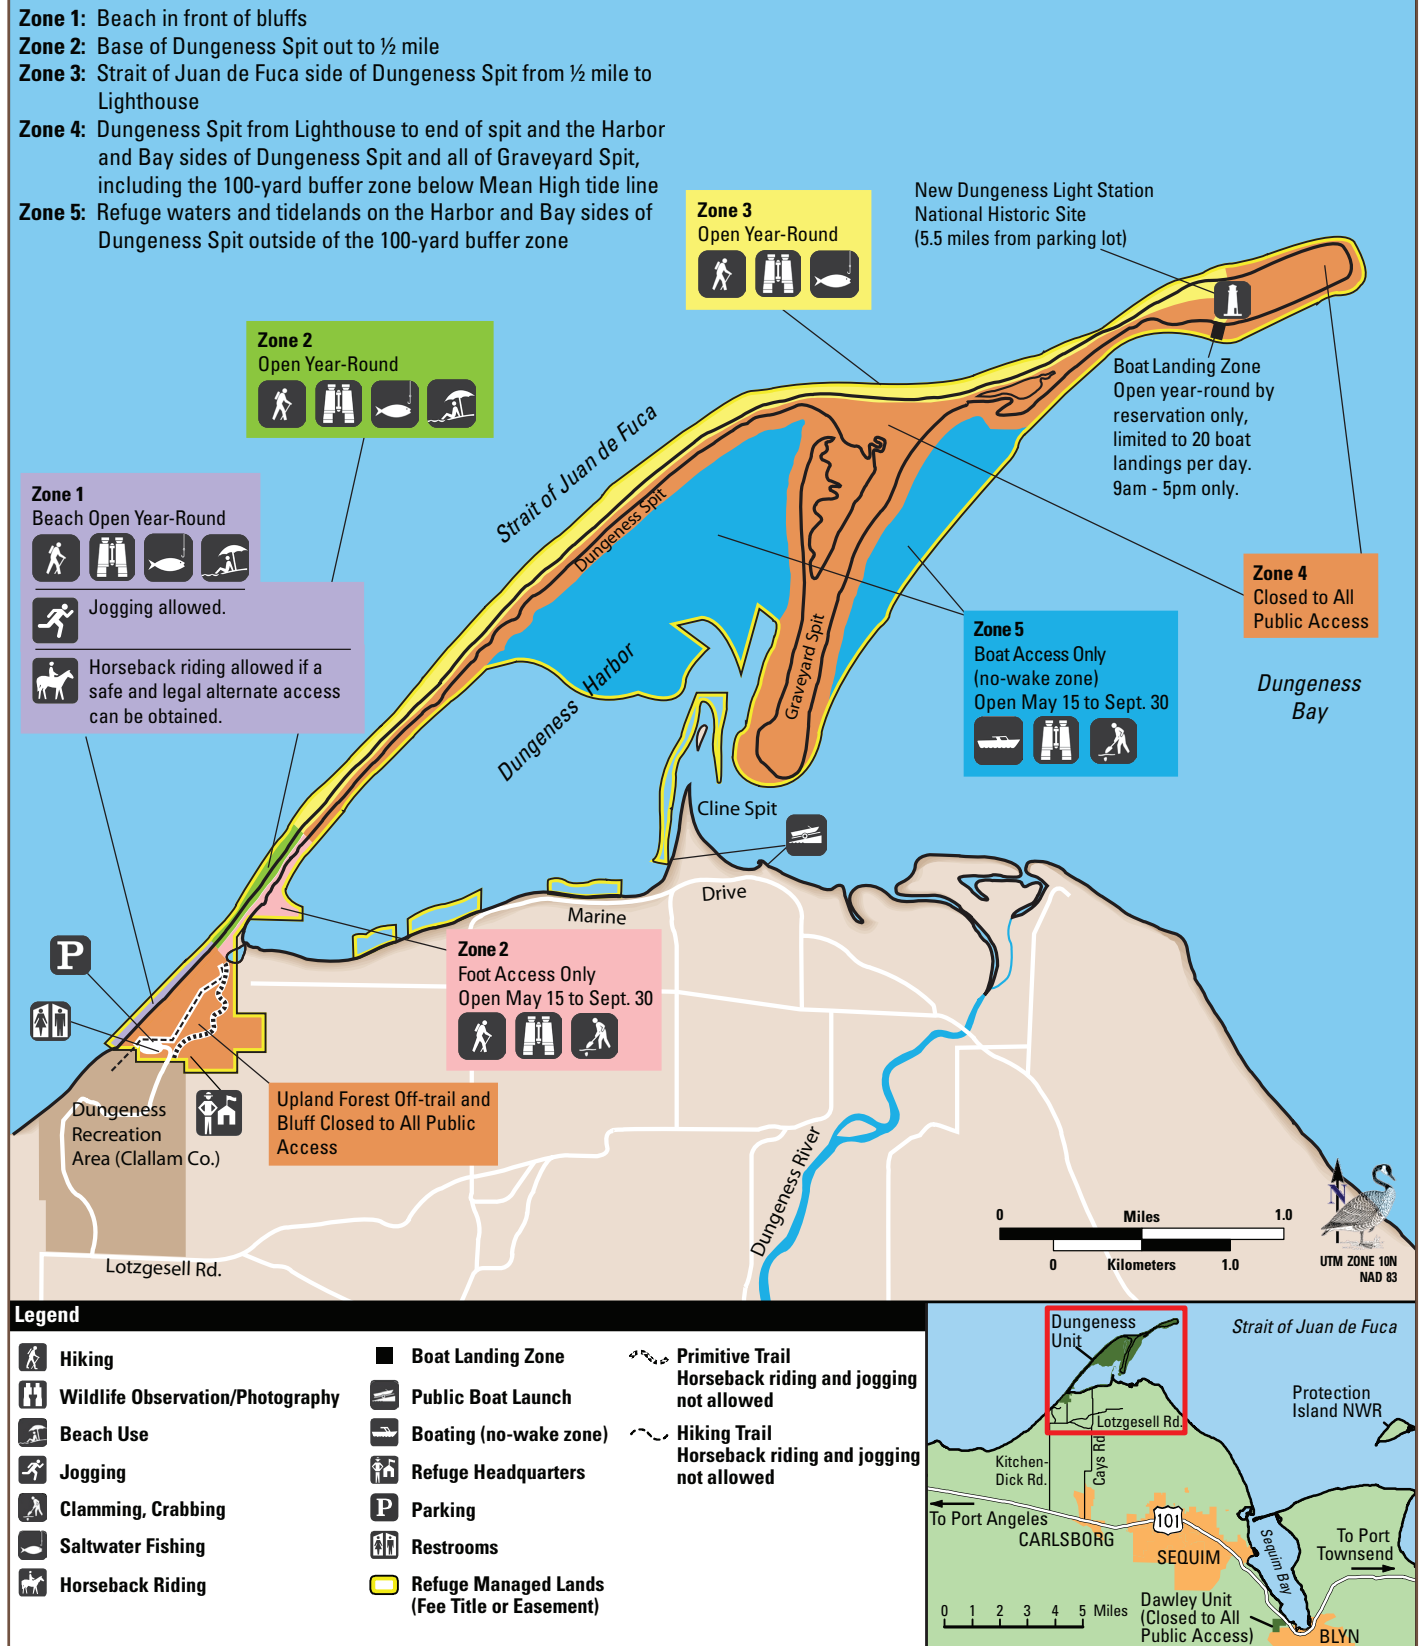 Zone 1: Beach in front of bluffs
Zone 2: Base of Dungeness Spit out to ½ mile
Zone 3: Strait of Juan de Fuca side of Dungeness Spit from ½ mile to
Lighthouse
Zone 4: Dungeness Spit from Lighthouse to end of spit and the Harbor
and Bay sides of Dungeness Spit and all of Graveyard Spit,
including the 100-yard buffer zone below Mean High tide line
Zone 5: Refuge waters and tidelands on the Harbor and Bay sides of
Dungeness Spit outside of the 100-yard buffer zone
Zone 3
Open Year-Round
New Dungeness Light Station
National Historic Site
(5.5 miles from parking lot)
Zone 2
Open Year-Round
Boat Landing Zone
Open year-round by
reservation only,
limited to 20 boat
landings per day.
9am - 5pm only.
Strait of Juan de Fuca
Dungeness Spit
Zone 1
Beach Open Year-Round
Jogging allowed.
Horseback riding allowed if a
safe and legal alternate access
can be obtained.
Zone 4
Closed to All
Public Access
Zone 5
Boat Access Only
(no-wake zone)
Open May 15 to Sept. 30
Graveyard Spit
Dungeness Harbor
Dungeness
Bay
Cline Spit
Marine
Drive
Zone 2
Foot Access Only
Open May 15 to Sept. 30
P
Upland Forest Off-trail and
Bluff Closed to All Public
Access
Dungeness
Recreation
Area (Clallam Co.)
Lotzgesell Rd.
Dungeness River
0 Miles 1.0
0 Kilometers 1.0
N
UTM ZONE 10N
NAD 83
Legend
Hiking
Wildlife Observation/Photography
Beach Use
Jogging
Clamming, Crabbing
Saltwater Fishing
Horseback Riding
Boat Landing Zone
Public Boat Launch
Boating (no-wake zone)
Refuge Headquarters
P Parking
Restrooms
Refuge Managed Lands
(Fee Title or Easement)
Primitive Trail
Horseback riding and jogging
not allowed
Hiking Trail
Horseback riding and jogging
not allowed
Dungeness
Unit
Strait of Juan de Fuca
Protection
Island NWR
Lotzgesell Rd.
Kitchen-
Dick Rd.
Cays Rd
To Port Angeles
CARLSBORG
101
SEQUIM
Sequim Bay
To Port
Townsend
0 1 2 3 4 5 Miles
Dawley Unit
(Closed to All
Public Access)
BLYN